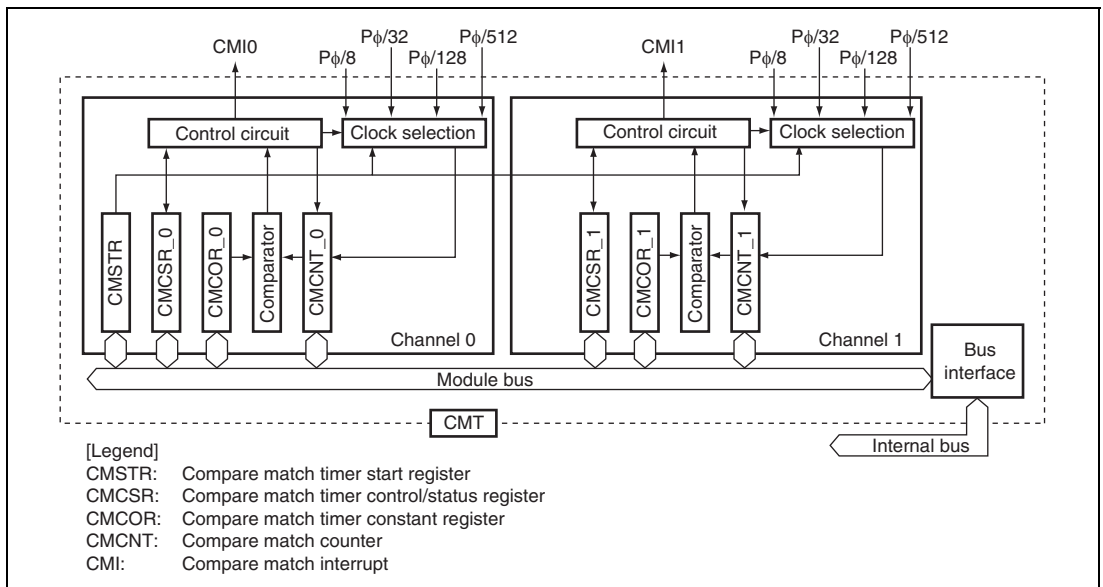 CMI0
Pϕ/8
Pϕ/32
Pϕ/128
Pϕ/512
CMI1
Pϕ/8
Pϕ/32
Pϕ/128
Pϕ/512
Control circuit
Clock selection
Control circuit
Clock selection
CMSTR
CMCSR_0
CMCOR_0
Comparator
CMCNT_0
CMCSR_1
CMCOR_1
Comparator
CMCNT_1
Channel 0
Channel 1
Bus
interface
Module bus
CMT
Internal bus
[Legend]
CMSTR: Compare match timer start register
CMCSR: Compare match timer control/status register
CMCOR: Compare match timer constant register
CMCNT: Compare match counter
CMI: Compare match interrupt